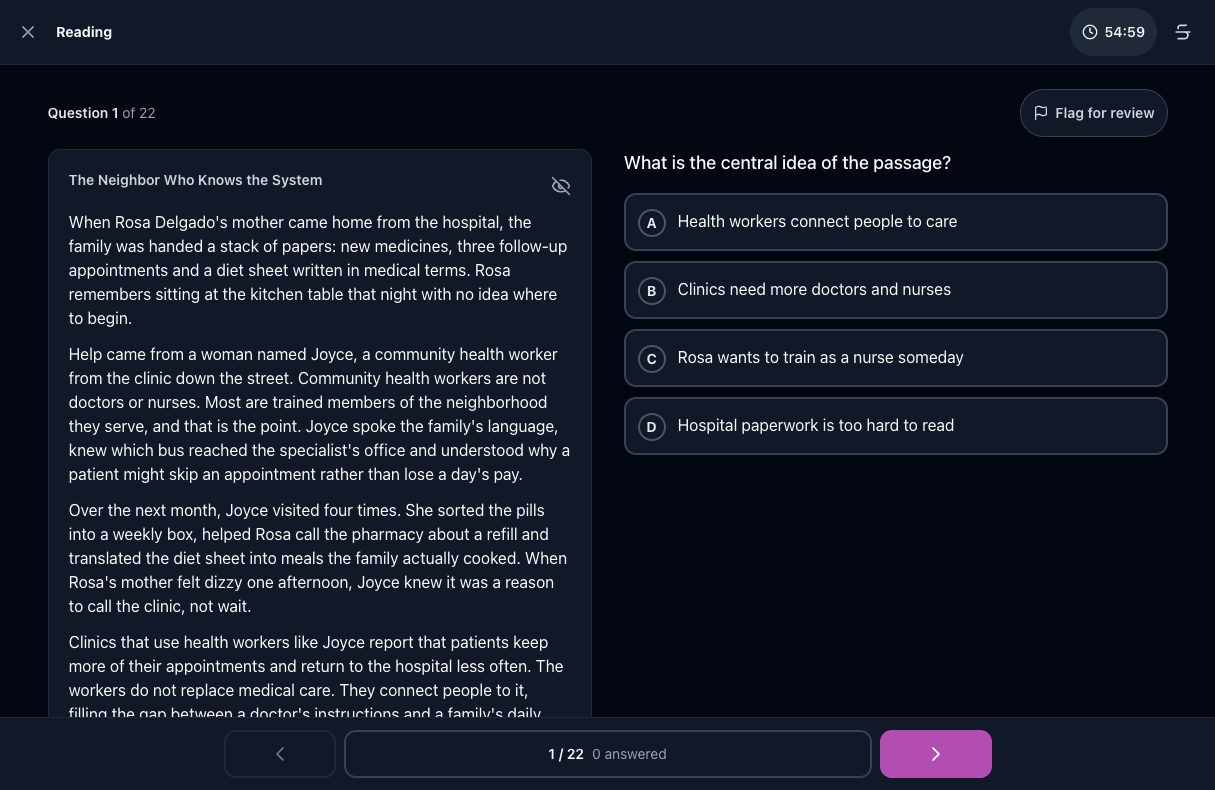 Reading
54:59
Question 1 of 22
Flag for review
The Neighbor Who Knows the System
When Rosa Delgado's mother came home from the hospital, the
family was handed a stack of papers: new medicines, three follow-up
appointments and a diet sheet written in medical terms. Rosa
remembers sitting at the kitchen table that night with no idea where
to begin.
Help came from a woman named Joyce, a community health worker
from the clinic down the street. Community health workers are not
doctors or nurses. Most are trained members of the neighborhood
they serve, and that is the point. Joyce spoke the family's language,
knew which bus reached the specialist's office and understood why a
patient might skip an appointment rather than lose a day's pay.
Over the next month, Joyce visited four times. She sorted the pills
into a weekly box, helped Rosa call the pharmacy about a refill and
translated the diet sheet into meals the family actually cooked. When
Rosa's mother felt dizzy one afternoon, Joyce knew it was a reason
to call the clinic, not wait.
Clinics that use health workers like Joyce report that patients keep
more of their appointments and return to the hospital less often. The
workers do not replace medical care. They connect people to it,
filling the gap between a doctor's instructions and a family's daily
What is the central idea of the passage?
A Health workers connect people to care
B Clinics need more doctors and nurses
C Rosa wants to train as a nurse someday
D Hospital paperwork is too hard to read
1 / 22 0 answered